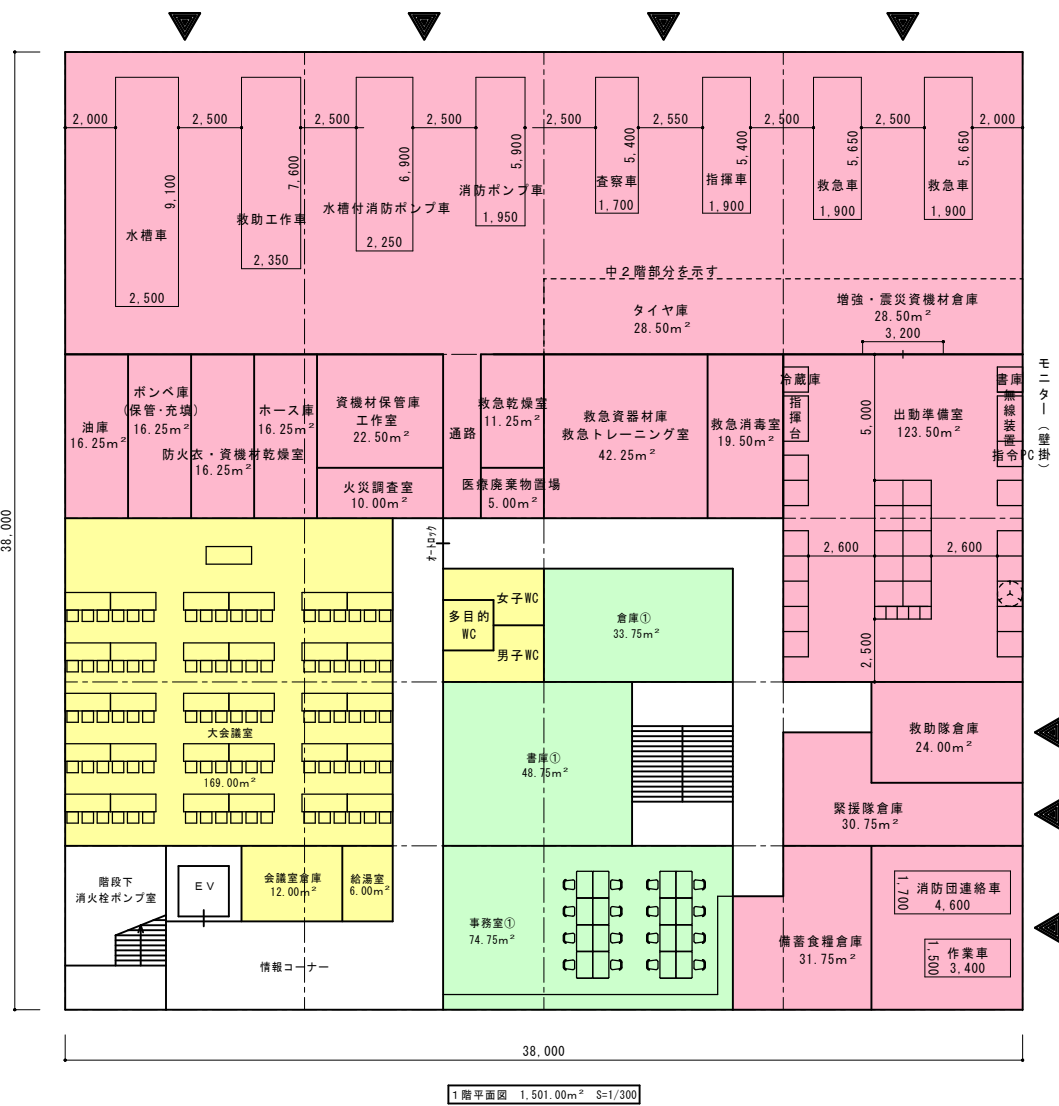 2,000
2,500
2,500
2,500
2,500
2,550
2,500
2,500
2,000
9,100
7,600
6,900
5,900
5,400
5,400
5,650
5,650
水槽車
2,500
救助工作車
2,350
水槽付消防ポンプ車
2,250
消防ポンプ車
1,950
査察車
1,700
指揮車
1,900
救急車
1,900
救急車
1,900
中２階部分を示す
タイヤ庫
28.50m²
増強・震災資機材倉庫
28.50m²
3,200
油庫
16.25m²
ボンベ庫
(保管・充填)
16.25m²
防火衣・資機材乾燥室
16.25m²
ホース庫
16.25m²
資機材保管庫
工作室
22.50m²
火災調査室
10.00m²
通路
救急乾燥室
11.25m²
医療廃棄物置場
5.00m²
救急資器材庫
救急トレーニング室
42.25m²
救急消毒室
19.50m²
冷蔵庫
指揮台
5,000
出動準備室
123.50m²
書庫
無線装置
指令PC
モニター（壁掛）
2,600
2,600
2,500
オートロック
女子WC
多目的
WC
男子WC
倉庫①
33.75m²
大会議室
169.00m²
書庫①
48.75m²
救助隊倉庫
24.00m²
緊援隊倉庫
30.75m²
階段下
消火栓ポンプ室
ＥＶ
会議室倉庫
12.00m²
給湯室
6.00m²
情報コーナー
事務室①
74.75m²
備蓄食糧倉庫
31.75m²
1,700
消防団連絡車
4,600
1,500
作業車
3,400
38,000
38,000
１階平面図 1,501.00m² S=1/300